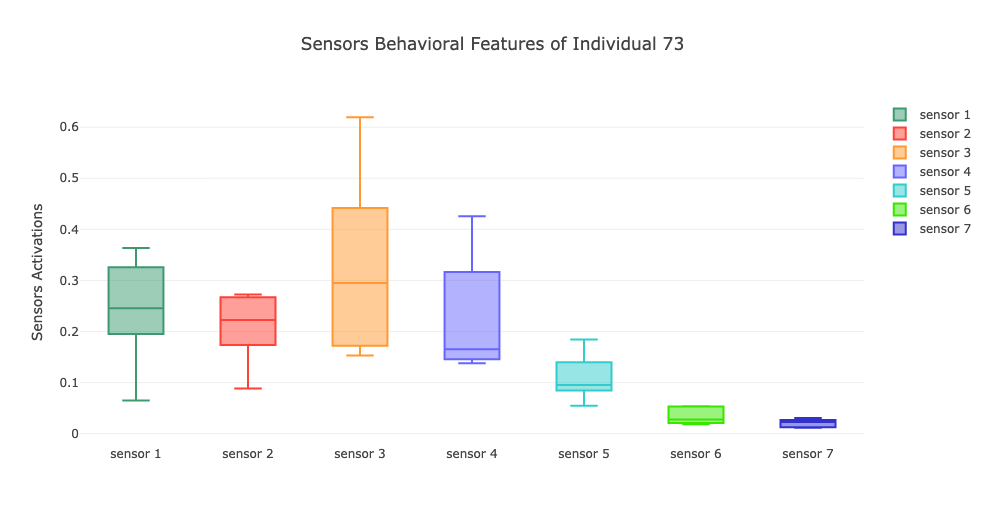 Sensors Behavioral Features of Individual 73
Sensors Activations
0.6
0.5
0.4
0.3
0.2
0.1
0
sensor 1
sensor 2
sensor 3
sensor 4
sensor 5
sensor 6
sensor 7
sensor 1
sensor 2
sensor 3
sensor 4
sensor 5
sensor 6
sensor 7